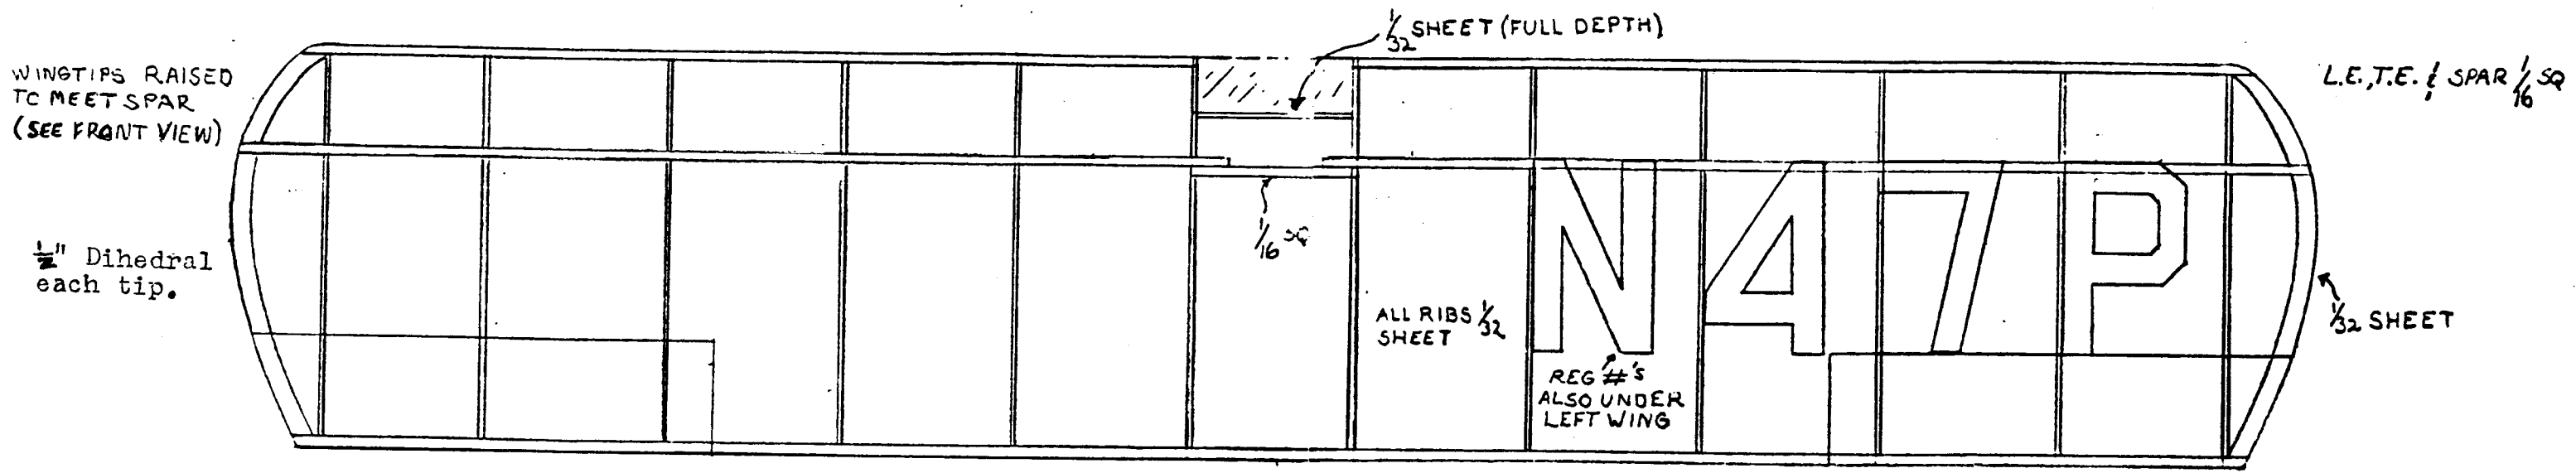 1/32 SHEET (FULL DEPTH)
WINGTIPS RAISED
TC MEET SPAR
(SEE FRONT VIEW)
L.E., T.E. & SPAR 1/16 SQ
1/2" Dihedral
each tip.
1/16 SQ
N47P
ALL RIBS 1/32
SHEET
1/32 SHEET
REG #'S
ALSO UNDER
LEFT WING